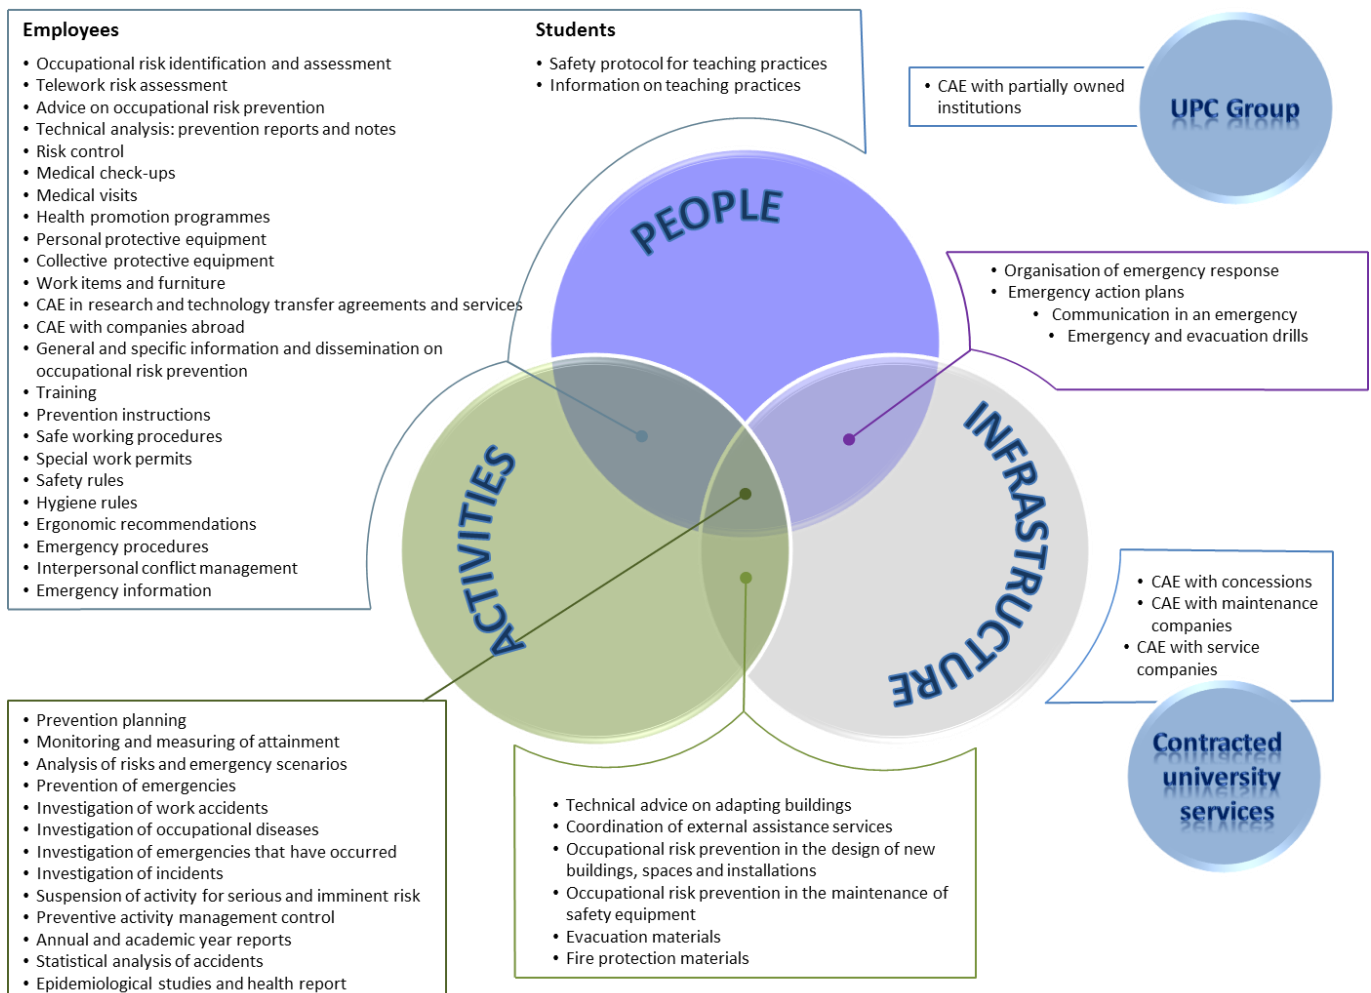 Employees
• Occupational risk identification and assessment
• Telework risk assessment
• Advice on occupational risk prevention
• Technical analysis: prevention reports and notes
• Risk control
• Medical check-ups
• Medical visits
• Health promotion programmes
• Personal protective equipment
• Collective protective equipment
• Work items and furniture
• CAE in research and technology transfer agreements and services
• CAE with companies abroad
• General and specific information and dissemination on
occupational risk prevention
• Training
• Prevention instructions
• Safe working procedures
• Special work permits
• Safety rules
• Hygiene rules
• Ergonomic recommendations
• Emergency procedures
• Interpersonal conflict management
• Emergency information
Students
• Safety protocol for teaching practices
• Information on teaching practices
• CAE with partially owned
institutions
UPC Group
PEOPLE
• Organisation of emergency response
• Emergency action plans
• Communication in an emergency
• Emergency and evacuation drills
ACTIVITIES
INFRASTRUCTURE
• CAE with concessions
• CAE with maintenance
companies
• CAE with service
companies
Contracted
university
services
• Prevention planning
• Monitoring and measuring of attainment
• Analysis of risks and emergency scenarios
• Prevention of emergencies
• Investigation of work accidents
• Investigation of occupational diseases
• Investigation of emergencies that have occurred
• Investigation of incidents
• Suspension of activity for serious and imminent risk
• Preventive activity management control
• Annual and academic year reports
• Statistical analysis of accidents
• Epidemiological studies and health report
• Technical advice on adapting buildings
• Coordination of external assistance services
• Occupational risk prevention in the design of new
buildings, spaces and installations
• Occupational risk prevention in the maintenance of
safety equipment
• Evacuation materials
• Fire protection materials